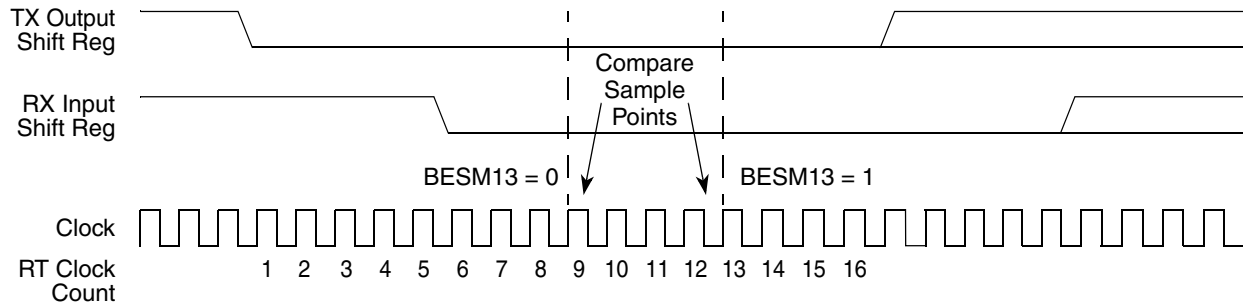 TX Output
Shift Reg
Compare
Sample
Points
RX Input
Shift Reg
BESM13 = 0
BESM13 = 1
Clock
RT Clock
Count
1 2 3 4 5 6 7 8 9 10 11 12 13 14 15 16